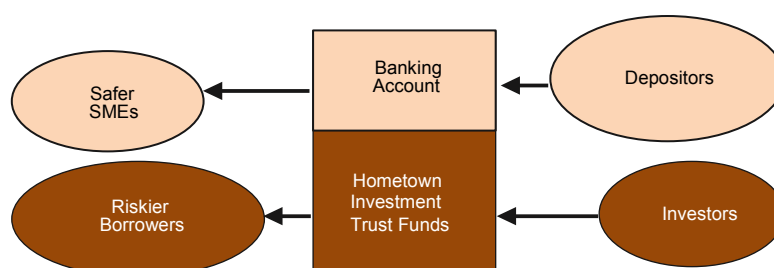 Safer
SMEs
Banking
Account
Depositors
Riskier
Borrowers
Hometown
Investment
Trust Funds
Investors